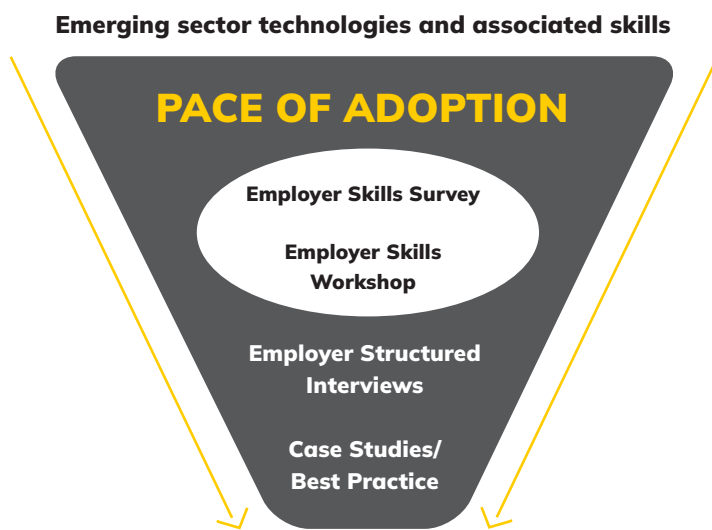 Emerging sector technologies and associated skills
PACE OF ADOPTION
Employer Skills Survey
Employer Skills
Workshop
Employer Structured
Interviews
Case Studies/
Best Practice